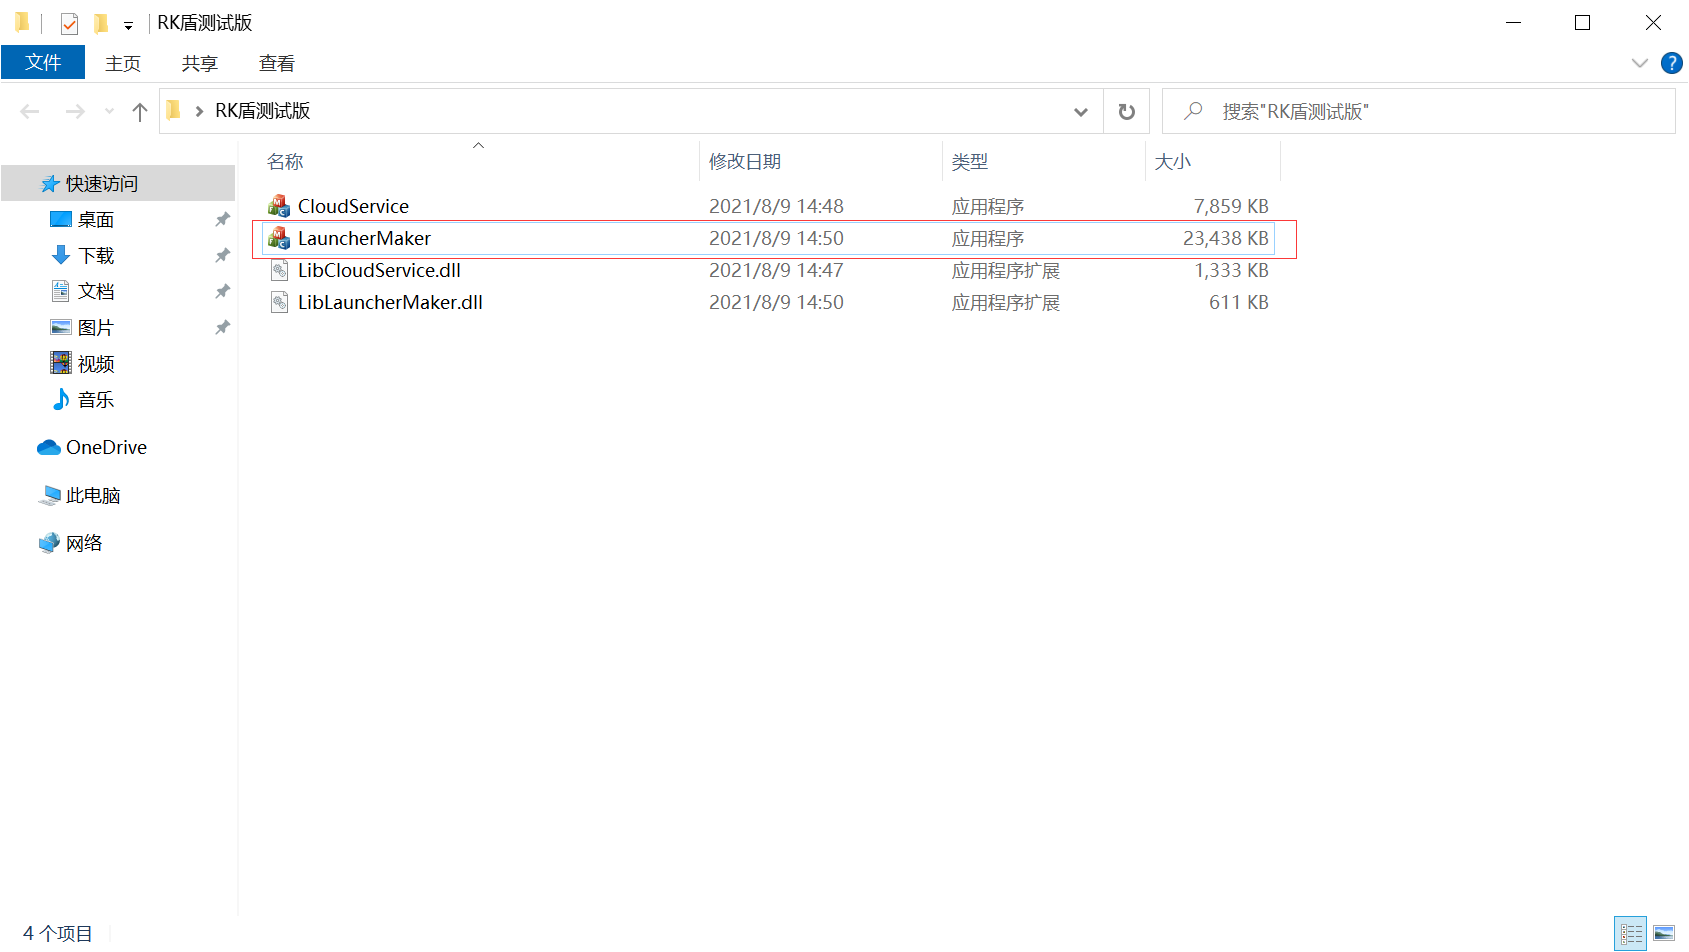 RK盾测试版
文件 主页 共享 查看
RK盾测试版 搜索"RK盾测试版"
名称 修改日期 类型 大小
快速访问
桌面
下载
文档
图片
视频
音乐
OneDrive
此电脑
网络
CloudService 2021/8/9 14:48 应用程序 7,859 KB
LauncherMaker 2021/8/9 14:50 应用程序 23,438 KB
LibCloudService.dll 2021/8/9 14:47 应用程序扩展 1,333 KB
LibLauncherMaker.dll 2021/8/9 14:50 应用程序扩展 611 KB
4 个项目